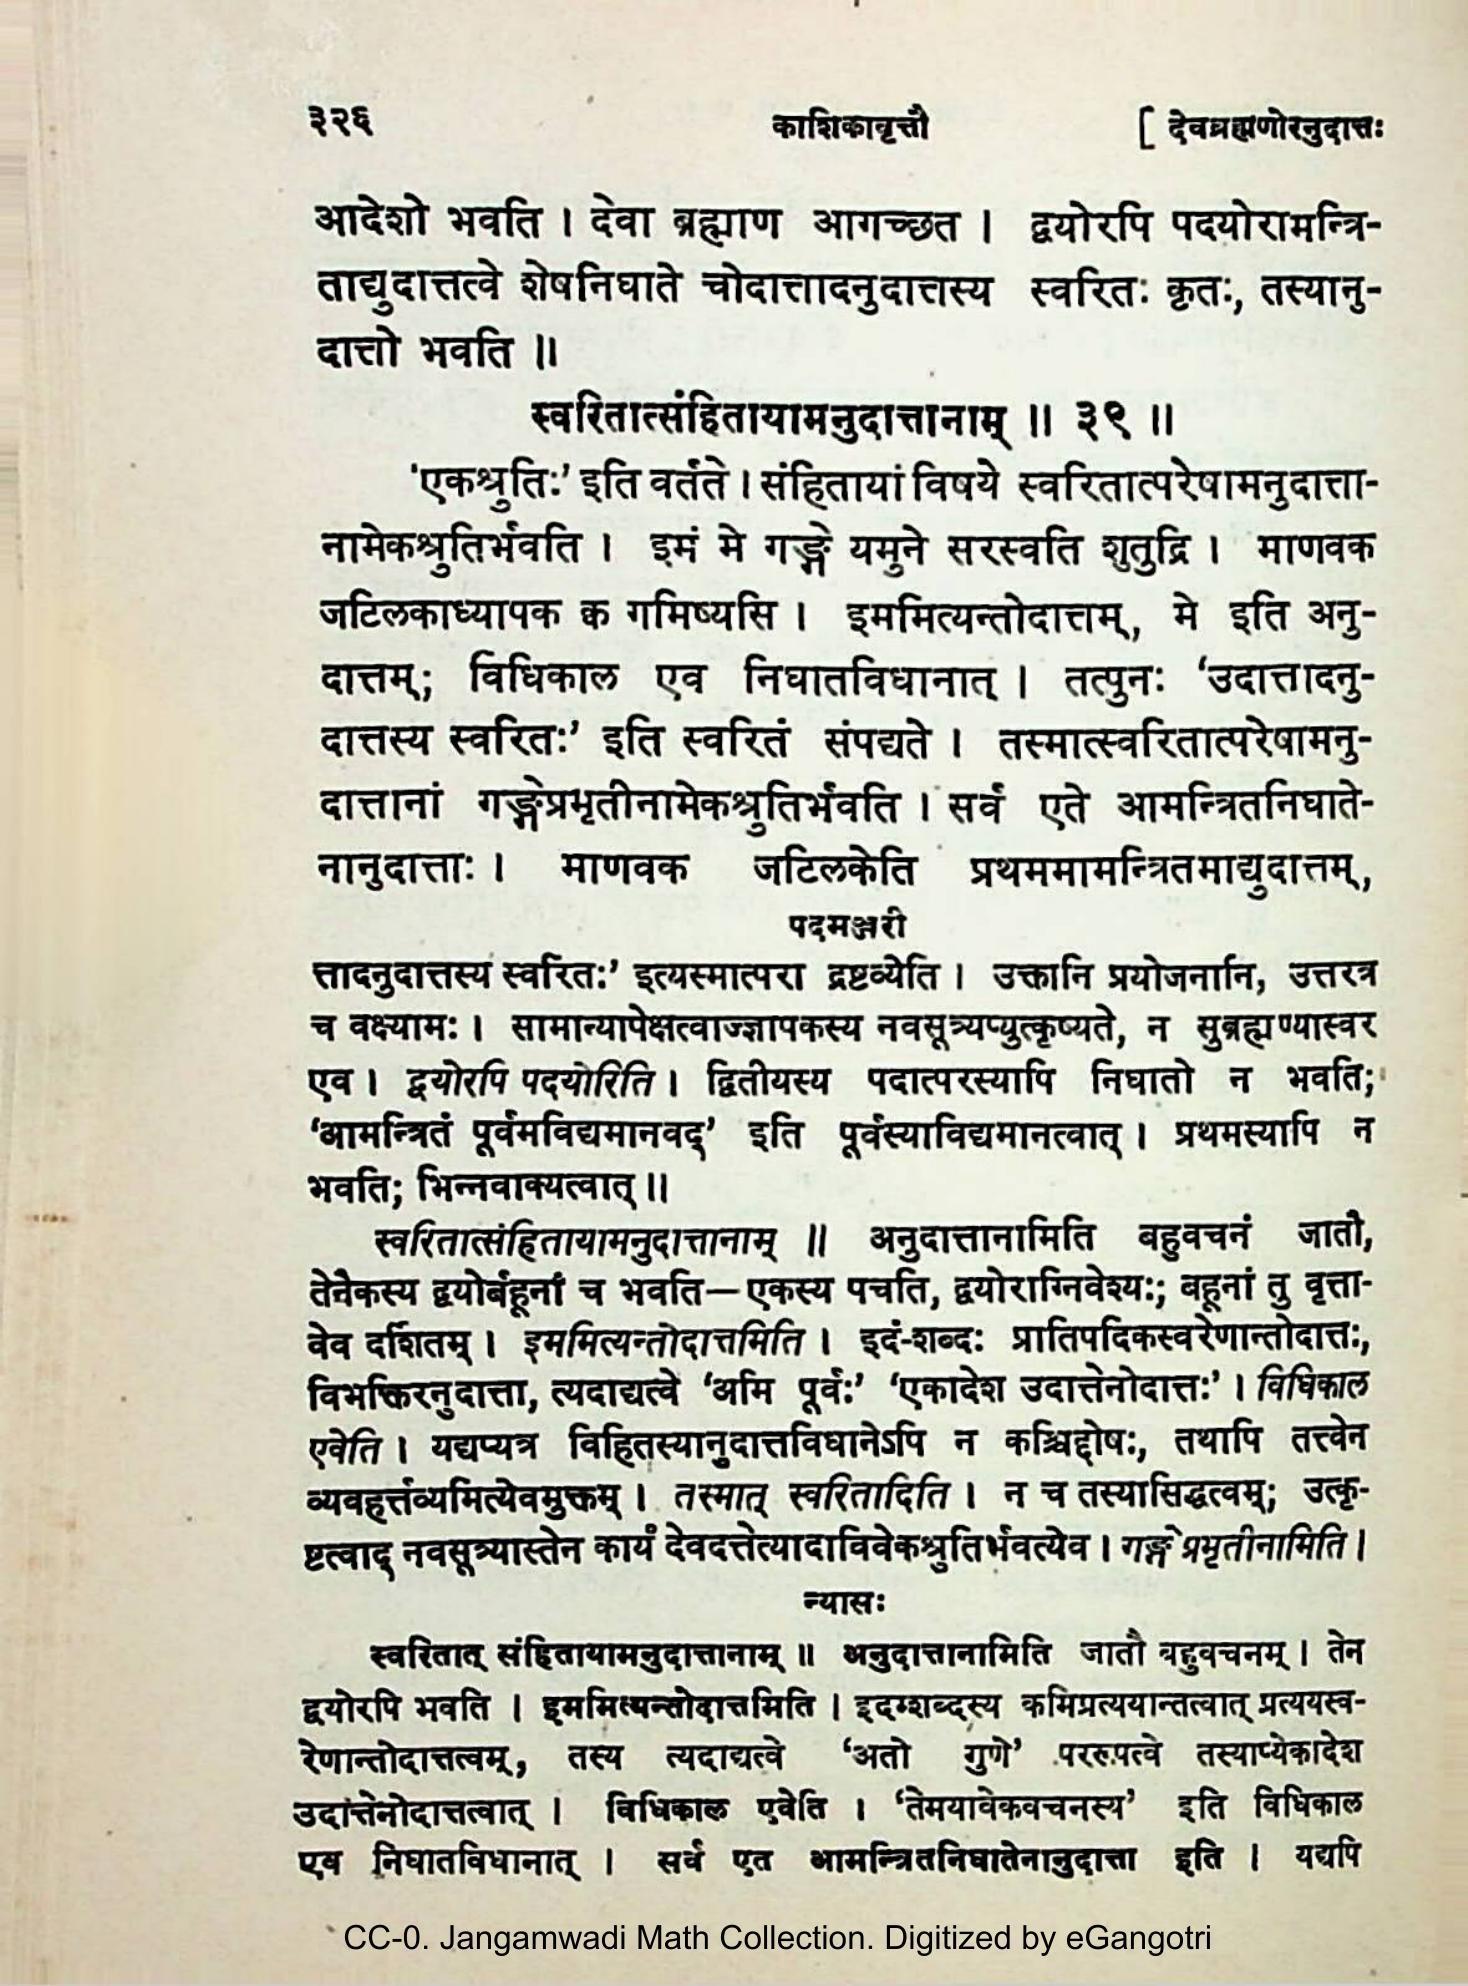 ३२६ काशिकावृत्तौ [ देवब्रह्मणोरनुदात्तः
आदेशो भवति । देवा ब्रह्माण आगच्छत । द्वयोरपि पदयोरामन्त्रि-
ताद्युदात्तत्वे शेषनिघाते चोदात्तादनुदात्तस्य स्वरितः कृतः, तस्यानु-
दात्तो भवति ॥
स्वरितात्संहितायामनुदात्तानाम् ॥ ३९ ॥
'एकश्रुतिः' इति वर्तते । संहितायां विषये स्वरितात्परेषामनुदात्ता-
नामेकश्रुतिर्भवति । इमं मे गङ्गे यमुने सरस्वति शुतुद्रि । माणवक
जटिलकाध्यापक क्व गमिष्यसि । इममित्यन्तोदात्तम्, मे इति अनु-
दात्तम्; विधिकाल एव निघातविधानात् । तत्पुनः 'उदात्तादनु-
दात्तस्य स्वरितः' इति स्वरितं संपद्यते । तस्मात्स्वरितात्परेषामनु-
दात्तानां गङ्गेप्रभृतीनामेकश्रुतिर्भवति । सर्व एते आमन्त्रितनिघाते-
नानुदात्ताः । माणवक जटिलकेति प्रथममामन्त्रितमाद्युदात्तम्,
पदमञ्जरी
त्तादनुदात्तस्य स्वरितः' इत्यस्मात्परा द्रष्टव्येति । उक्तानि प्रयोजनानि, उत्तरत्र
च वक्ष्यामः । सामान्यापेक्षत्वाज्ज्ञापकस्य नवसूत्र्यप्युत्कृष्यते, न सुब्रह्मण्यास्वर
एव । द्वयोरपि पदयोरिति । द्वितीयस्य पदात्परस्यापि निघातो न भवति;
'आमन्त्रितं पूर्वमविद्यमानवद्' इति पूर्वस्याविद्यमानत्वात् । प्रथमस्यापि न
भवति; भिन्नवाक्यत्वात् ॥
स्वरितात्संहितायामनुदात्तानाम् ॥ अनुदात्तानामिति बहुवचनं जातौ,
तेनैकस्य द्वयोर्बहूनां च भवति—एकस्य पचति, द्वयोराग्निवेश्यः; बहूनां तु वृत्ता-
वेव दर्शितम् । इममित्यन्तोदात्तमिति । इदं-शब्दः प्रातिपदिकस्वरेणान्तोदात्तः,
विभक्तिरनुदात्ता, त्यदाद्यत्वे 'अमि पूर्वः' 'एकादेश उदात्तेनोदात्तः' । विधिकाल
एवेति । यद्यप्यत्र विहितस्यानुदात्तविधानेऽपि न कश्चिद्दोषः, तथापि तत्त्वेन
व्यवहर्त्तव्यमित्येवमुक्तम् । तस्मात् स्वरितादिति । न च तस्यासिद्धत्वम्; उत्कृ-
ष्टत्वाद् नवसूत्र्यास्तेन कार्यं देवदत्तेत्यादाविवेकश्रुतिर्भवत्येव । गङ्गेप्रभृतीनामिति ।
न्यासः
स्वरितात् संहितायामनुदात्तानाम् ॥ अनुदात्तानामिति जातौ बहुवचनम् । तेन
द्वयोरपि भवति । इममित्यन्तोदात्तमिति । इदम्शब्दस्य कमिप्रत्ययान्तत्वात् प्रत्ययस्व-
रेणान्तोदात्तत्वम्, तस्य त्यदाद्यत्वे 'अतो गुणे' पररूपत्वे तस्याप्येकादेश
उदात्तेनोदात्तत्वात् । विधिकाल एवेति । 'तेमयावेकवचनस्य' इति विधिकाल
एव निघातविधानात् । सर्व एत आमन्त्रितनिघातेनानुदात्ता इति । यद्यपि
CC-0. Jangamwadi Math Collection. Digitized by eGangotri